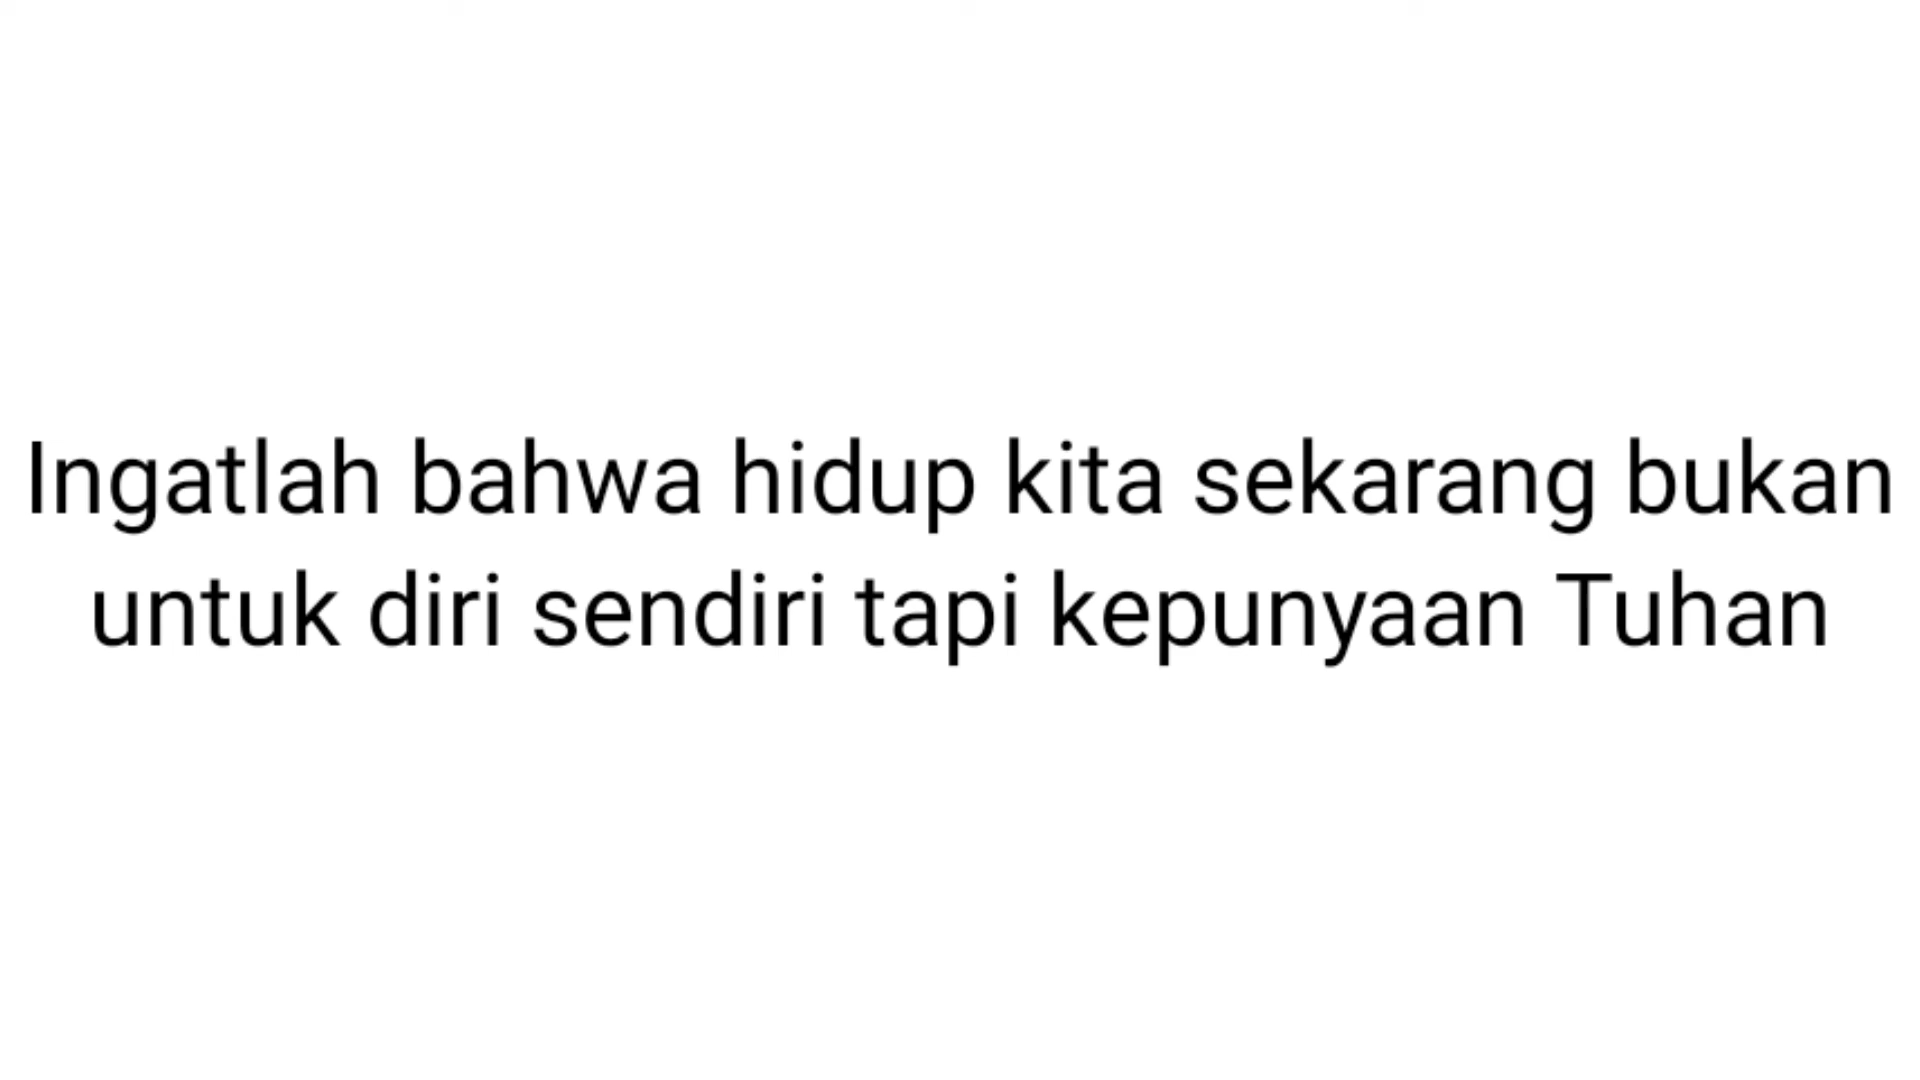 Ingatlah bahwa hidup kita sekarang bukan
untuk diri sendiri tapi kepunyaan Tuhan